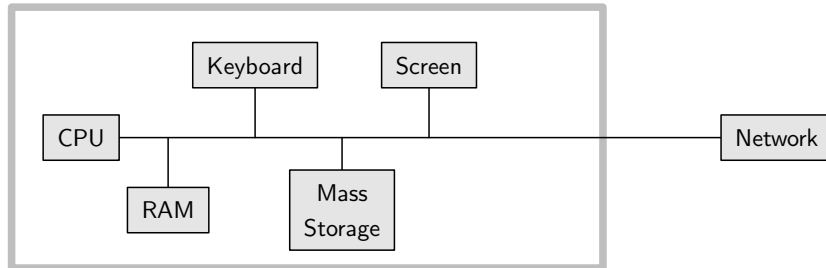 Keyboard
Screen
CPU
Network
RAM
Mass
Storage